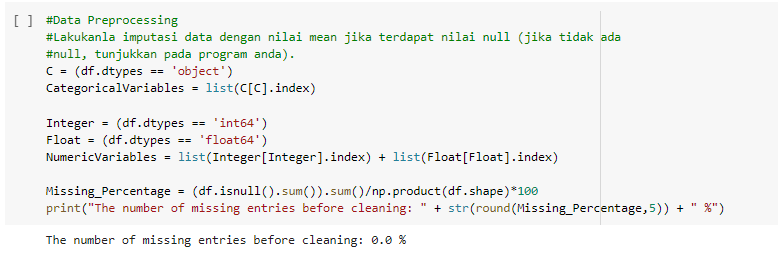 [ ] #Data Preprocessing
#Lakukanla imputasi data dengan nilai mean jika terdapat nilai null (jika tidak ada
#null, tunjukkan pada program anda).
C = (df.dtypes == 'object')
CategoricalVariables = list(C[C].index)
Integer = (df.dtypes == 'int64')
Float = (df.dtypes == 'float64')
NumericVariables = list(Integer[Integer].index) + list(Float[Float].index)
Missing_Percentage = (df.isnull().sum()).sum()/np.product(df.shape)*100
print("The number of missing entries before cleaning: " + str(round(Missing_Percentage,5)) + " %")
The number of missing entries before cleaning: 0.0 %